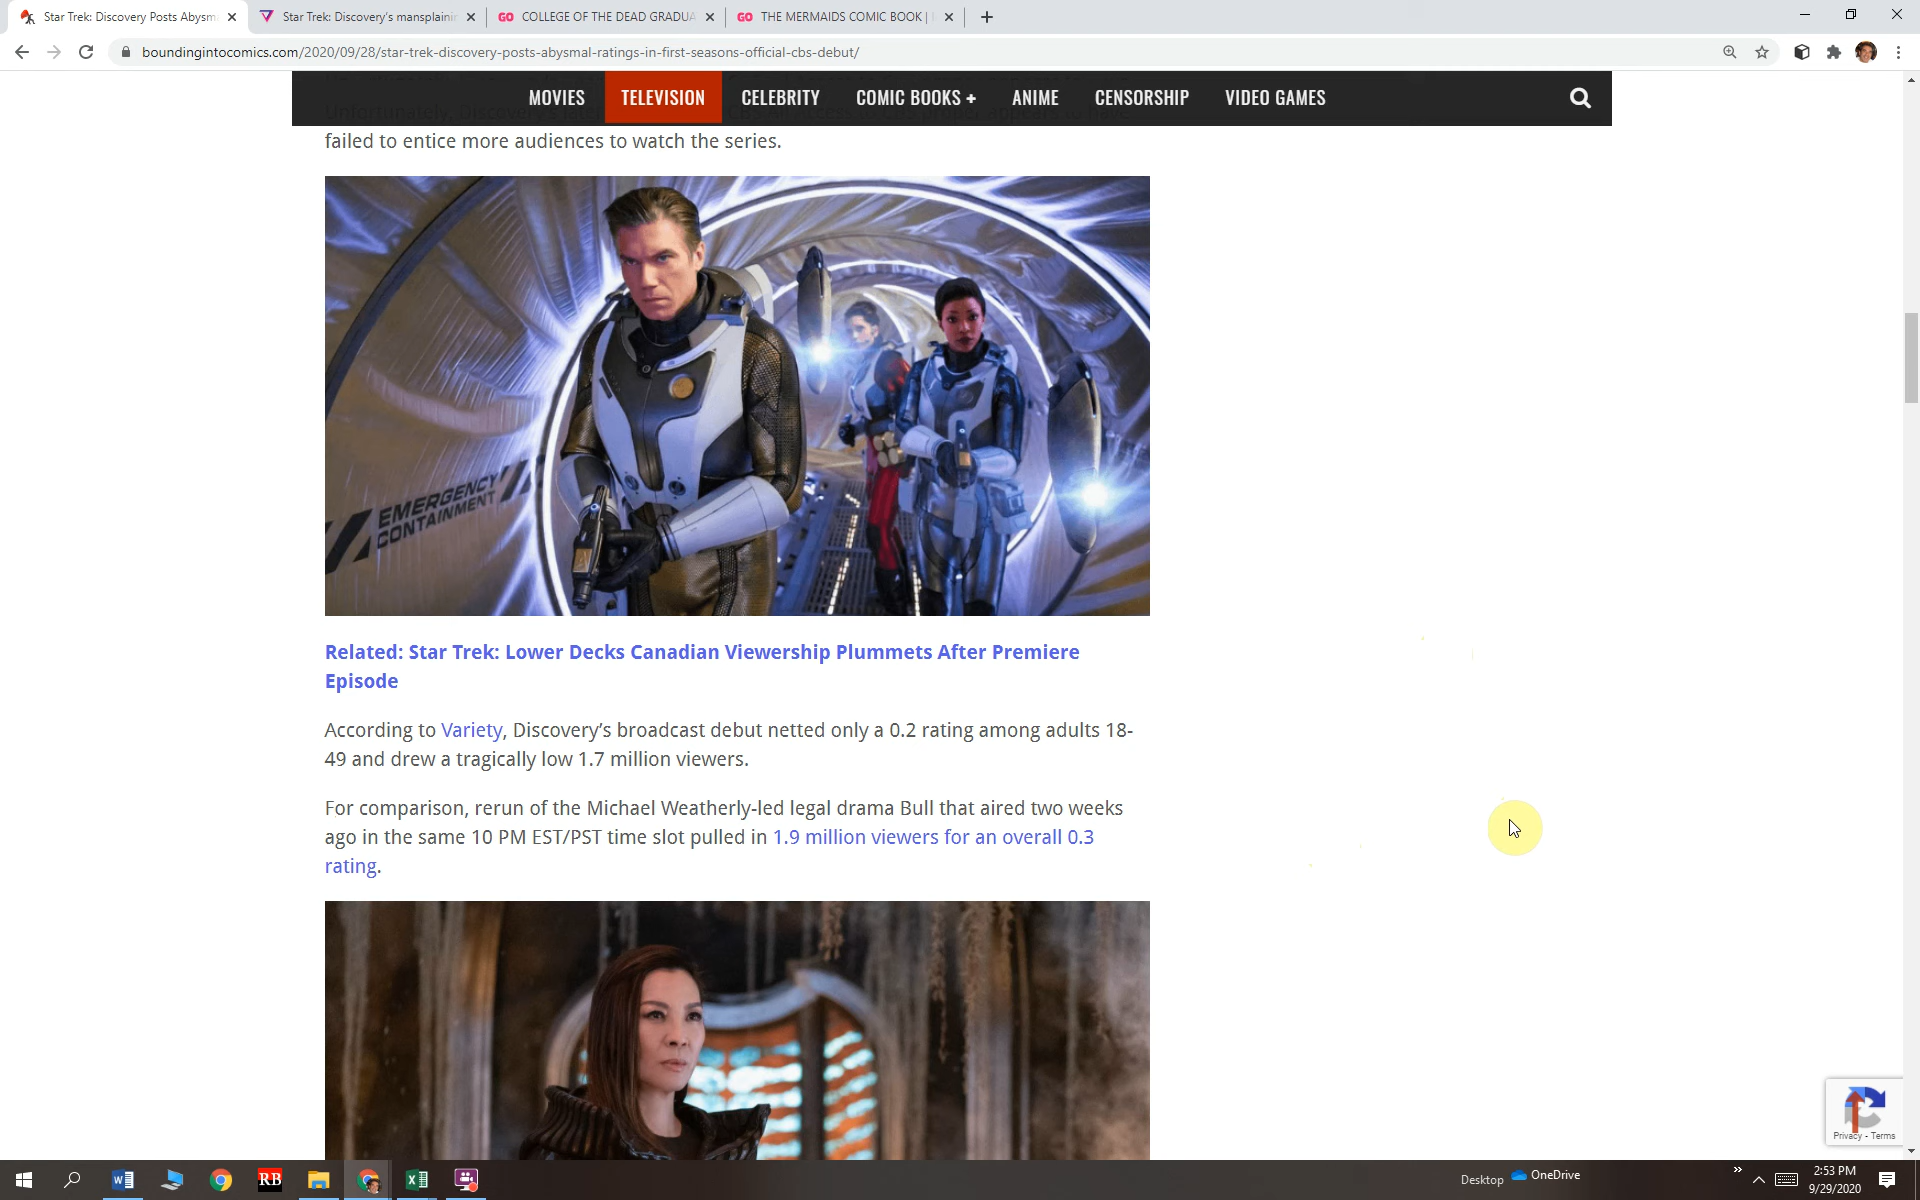 Star Trek: Discovery Posts Abysm
Star Trek: Discovery's mansplainin
GO COLLEGE OF THE DEAD GRADUA
GO THE MERMAIDS COMIC BOOK |
boundingintocomics.com/2020/09/28/star-trek-discovery-posts-abysmal-ratings-in-first-seasons-official-cbs-debut/
MOVIES TELEVISION CELEBRITY COMIC BOOKS + ANIME CENSORSHIP VIDEO GAMES
Unfortunately, Discovery's
failed to entice more audiences to watch the series.
EMERGENCY
CONTAINMENT
Related: Star Trek: Lower Decks Canadian Viewership Plummets After Premiere
Episode
According to Variety, Discovery's broadcast debut netted only a 0.2 rating among adults 18-
49 and drew a tragically low 1.7 million viewers.
For comparison, rerun of the Michael Weatherly-led legal drama Bull that aired two weeks
ago in the same 10 PM EST/PST time slot pulled in 1.9 million viewers for an overall 0.3
rating.
Privacy - Terms
RB
Desktop
OneDrive
2:53 PM
9/29/2020